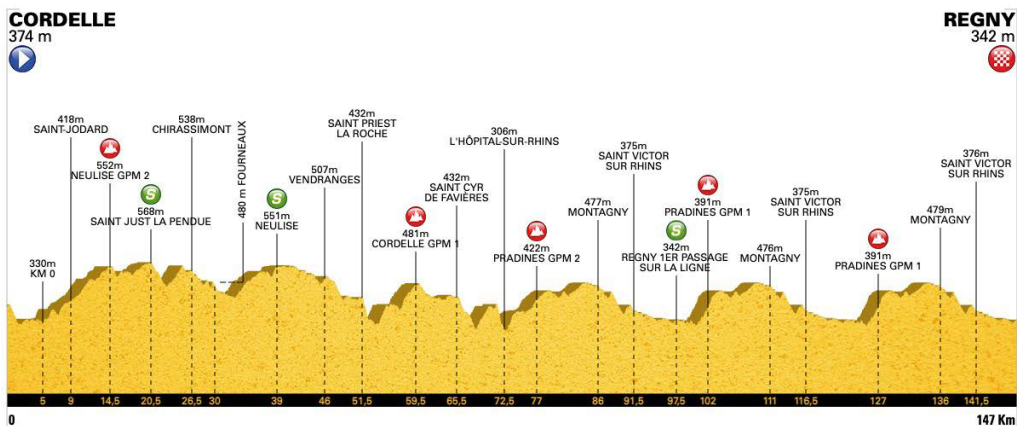 CORDELLE
374 m
REGNY
342 m
330m
KM 0
418m
SAINT-JODARD
552m
NEULISE GPM 2
S
568m
SAINT JUST LA PENDUE
538m
CHIRASSIMONT
480 m FOURNEAUX
S
551m
NEULISE
507m
VENDRANGES
432m
SAINT PRIEST
LA ROCHE
481m
CORDELLE GPM 1
432m
SAINT CYR
DE FAVIÈRES
306m
L'HÔPITAL-SUR-RHINS
422m
PRADINES GPM 2
477m
MONTAGNY
375m
SAINT VICTOR
SUR RHINS
S
342m
REGNY 1ER PASSAGE
SUR LA LIGNE
391m
PRADINES GPM 1
476m
MONTAGNY
375m
SAINT VICTOR
SUR RHINS
391m
PRADINES GPM 1
479m
MONTAGNY
376m
SAINT VICTOR
SUR RHINS
5 9 14,5 20,5 26,5 30 39 46 51,5 59,5 65,5 72,5 77 86 91,5 97,5 102 111 116,5 127 136 141,5
0 147 Km